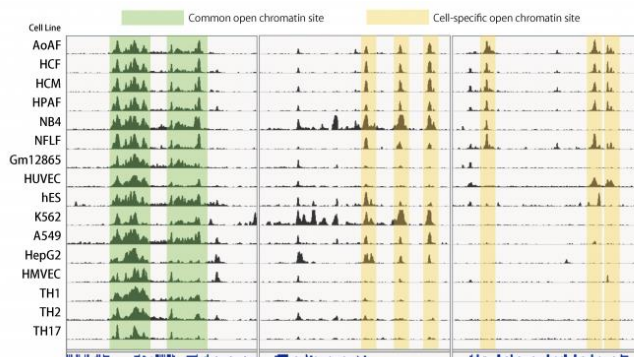 Common open chromatin site
Cell-specific open chromatin site
Cell Line
AoAF
HCF
HCM
HPAF
NB4
NFLF
Gm12865
HUVEC
hES
K562
A549
HepG2
HMVEC
TH1
TH2
TH17